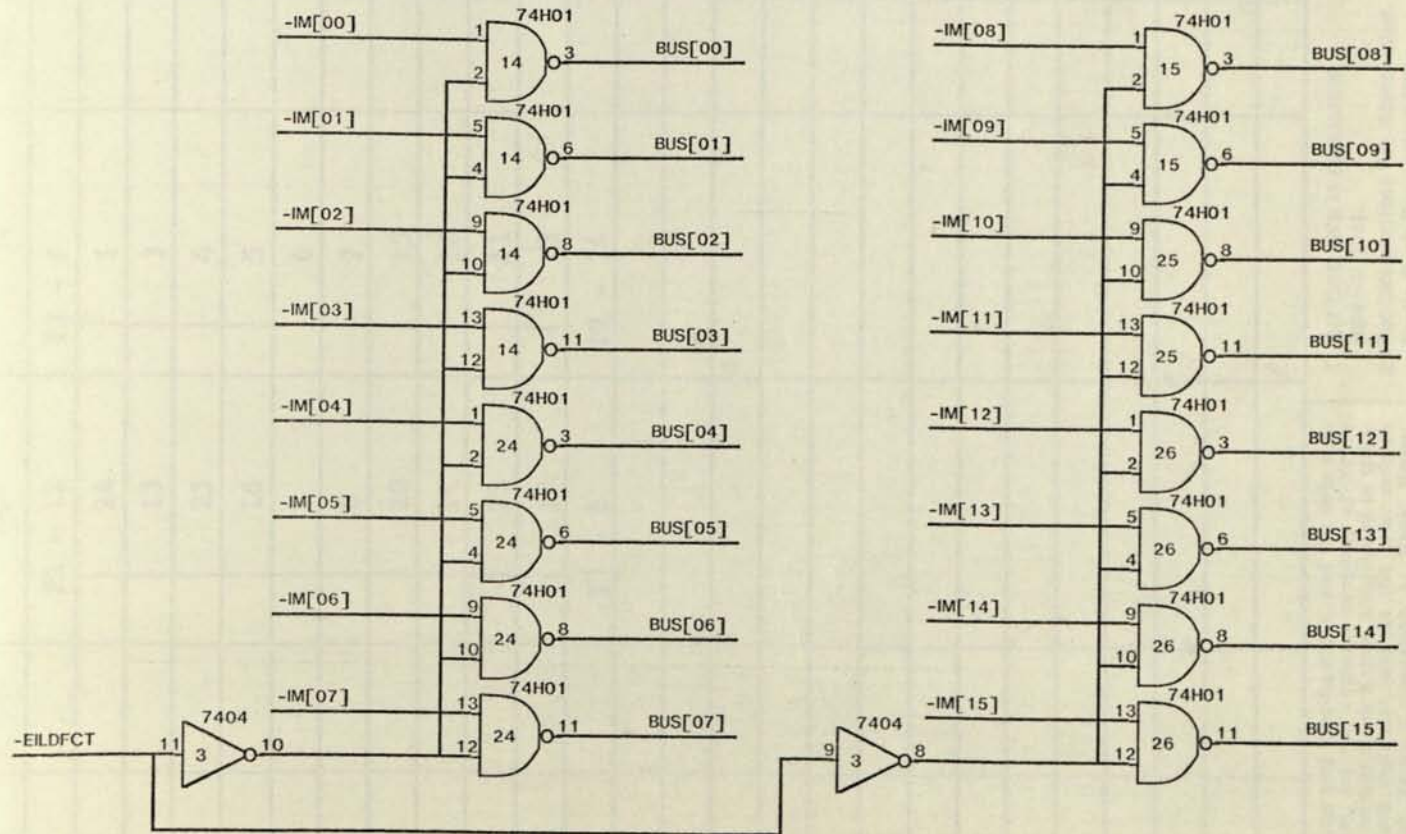 74H01
-IM[00]
1
2
14
3
BUS[00]
74H01
-IM[01]
5
4
14
6
BUS[01]
74H01
-IM[02]
9
10
14
8
BUS[02]
74H01
-IM[03]
13
12
14
11
BUS[03]
74H01
-IM[04]
1
2
24
3
BUS[04]
74H01
-IM[05]
5
4
24
6
BUS[05]
74H01
-IM[06]
9
10
24
8
BUS[06]
74H01
-IM[07]
13
12
24
11
BUS[07]
7404
-EILDFCT
11
3
10
74H01
-IM[08]
1
2
15
3
BUS[08]
74H01
-IM[09]
5
4
15
6
BUS[09]
74H01
-IM[10]
9
10
25
8
BUS[10]
74H01
-IM[11]
13
12
25
11
BUS[11]
74H01
-IM[12]
1
2
26
3
BUS[12]
74H01
-IM[13]
5
4
26
6
BUS[13]
74H01
-IM[14]
9
10
26
8
BUS[14]
74H01
-IM[15]
13
12
26
11
BUS[15]
7404
9
3
8